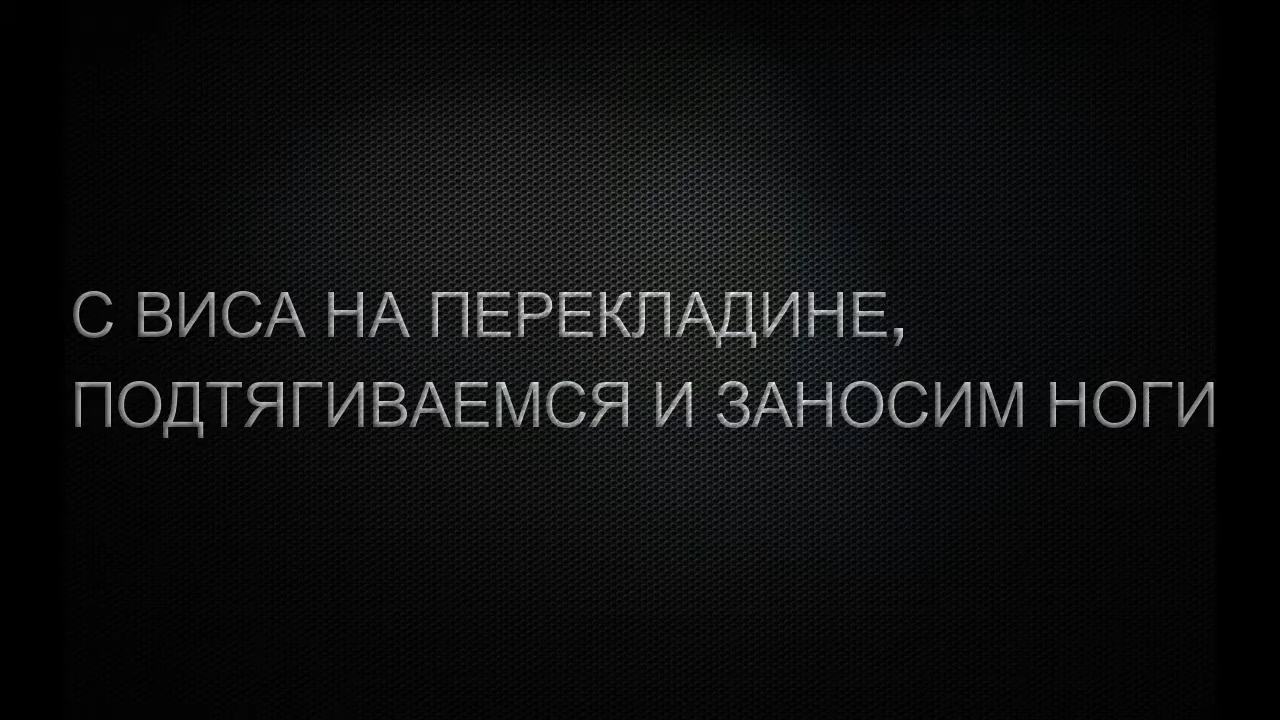 С ВИСА НА ПЕРЕКЛАДИНЕ,
ПОДТЯГИВАЕМСЯ И ЗАНОСИМ НОГИ